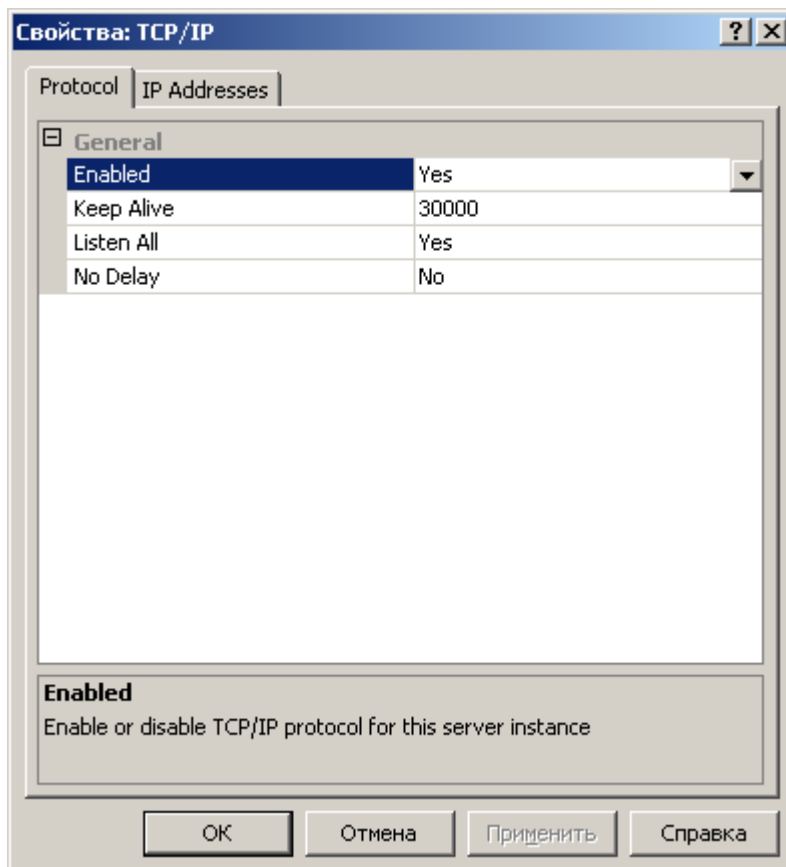 Свойства: TCP/IP
Protocol IP Addresses
General
Enabled Yes
Keep Alive 30000
Listen All Yes
No Delay No
Enabled
Enable or disable TCP/IP protocol for this server instance
ОК Отмена Применить Справка